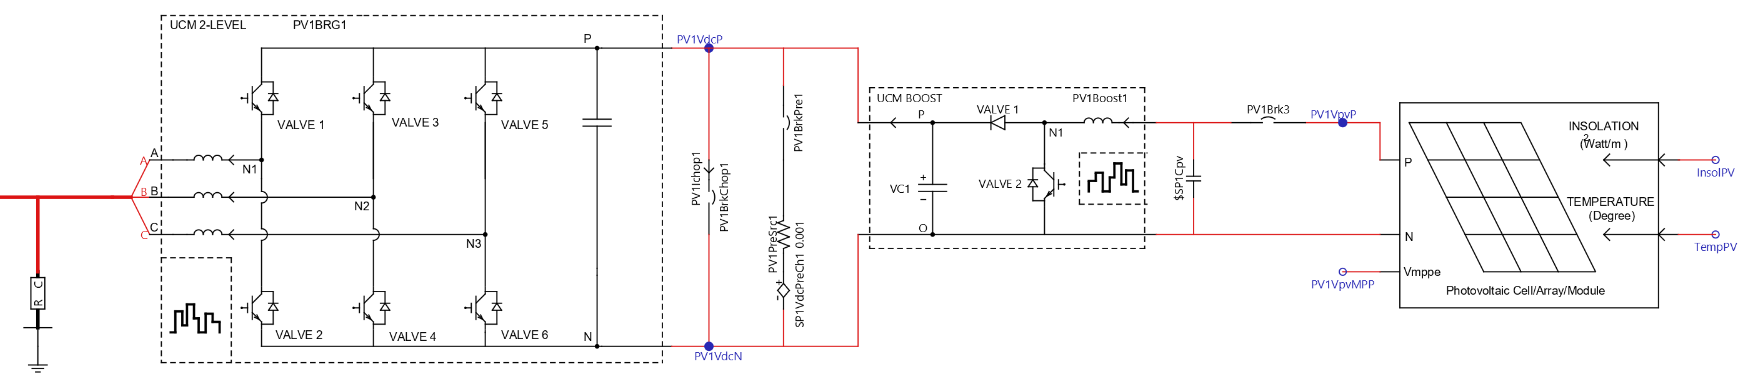 UCM 2-LEVEL
PV1BRG1
P
VALVE 1
VALVE 3
VALVE 5
A
A
B
B
C
C
N1
N2
N3
R C
VALVE 2
VALVE 4
VALVE 6
N
PV1VdcP
PV1Ichop1
PV1BrkChop1
PV1VdcN
PV1BrkPre1
PV1PreSrc1
+
-
SP1VdcPreCh1 0.001
UCM BOOST
PV1Boost1
P
VALVE 1
N1
VC1
+
−
VALVE 2
O
$SP1Cpv
PV1Brk3
PV1VpvP
PV1VpvMPP
P
N
Vmppe
INSOLATION
(Watt/m2)
TEMPERATURE
(Degree)
Photovoltaic Cell/Array/Module
InsolPV
TempPV